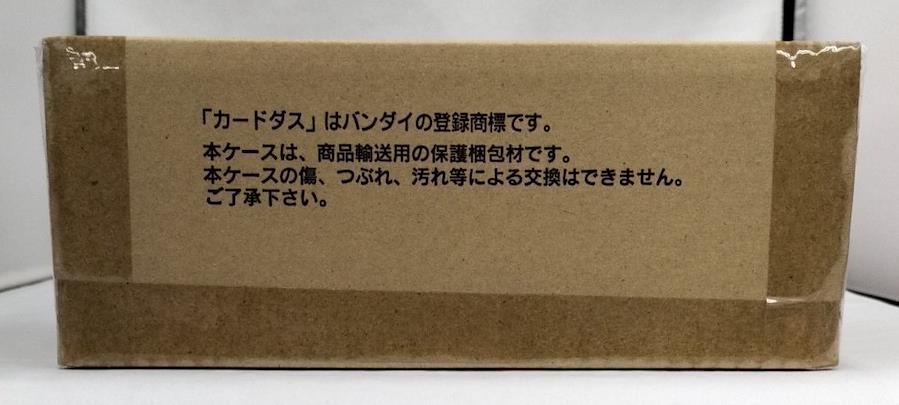 「カードダス」はバンダイの登録商標です。
本ケースは、商品輸送用の保護梱包材です。
本ケースの傷、つぶれ、汚れ等による交換はできません。
ご了承下さい。